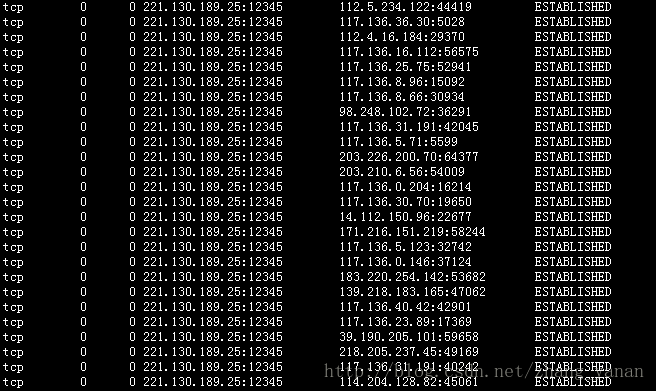 tcp 0 0 221.130.189.25:12345 112.5.234.122:44419 ESTABLISHED
tcp 0 0 221.130.189.25:12345 117.136.36.30:5028 ESTABLISHED
tcp 0 0 221.130.189.25:12345 112.4.16.184:29370 ESTABLISHED
tcp 0 0 221.130.189.25:12345 117.136.16.112:56575 ESTABLISHED
tcp 0 0 221.130.189.25:12345 117.136.25.75:52941 ESTABLISHED
tcp 0 0 221.130.189.25:12345 117.136.8.96:15092 ESTABLISHED
tcp 0 0 221.130.189.25:12345 117.136.8.66:30934 ESTABLISHED
tcp 0 0 221.130.189.25:12345 98.248.102.72:36291 ESTABLISHED
tcp 0 0 221.130.189.25:12345 117.136.31.191:42045 ESTABLISHED
tcp 0 0 221.130.189.25:12345 117.136.5.71:5599 ESTABLISHED
tcp 0 0 221.130.189.25:12345 203.226.200.70:64377 ESTABLISHED
tcp 0 0 221.130.189.25:12345 203.210.6.56:54009 ESTABLISHED
tcp 0 0 221.130.189.25:12345 117.136.0.204:16214 ESTABLISHED
tcp 0 0 221.130.189.25:12345 117.136.30.70:19650 ESTABLISHED
tcp 0 0 221.130.189.25:12345 14.112.150.96:22677 ESTABLISHED
tcp 0 0 221.130.189.25:12345 171.216.151.219:58244 ESTABLISHED
tcp 0 0 221.130.189.25:12345 117.136.5.123:32742 ESTABLISHED
tcp 0 0 221.130.189.25:12345 117.136.0.146:37124 ESTABLISHED
tcp 0 0 221.130.189.25:12345 183.220.254.142:53682 ESTABLISHED
tcp 0 0 221.130.189.25:12345 139.218.183.165:47062 ESTABLISHED
tcp 0 0 221.130.189.25:12345 117.136.40.42:42901 ESTABLISHED
tcp 0 0 221.130.189.25:12345 117.136.23.89:17369 ESTABLISHED
tcp 0 0 221.130.189.25:12345 39.190.205.101:59658 ESTABLISHED
tcp 0 0 221.130.189.25:12345 218.205.237.45:49169 ESTABLISHED
tcp 0 0 221.130.189.25:12345 117.136.31.191:40242 ESTABLISHED
tcp 0 0 221.130.189.25:12345 114.204.128.82:45061 ESTABLISHED